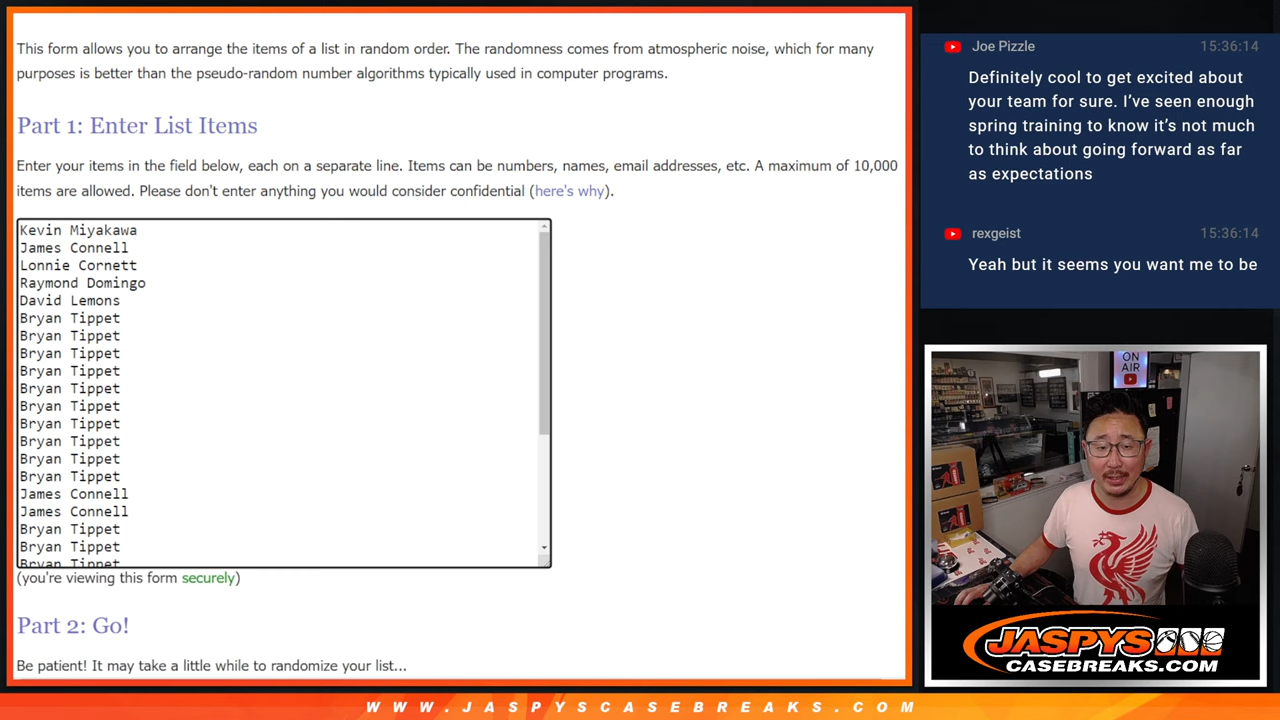 This form allows you to arrange the items of a list in random order. The randomness comes from atmospheric noise, which for many
purposes is better than the pseudo-random number algorithms typically used in computer programs.
Part 1: Enter List Items
Enter your items in the field below, each on a separate line. Items can be numbers, names, email addresses, etc. A maximum of 10,000
items are allowed. Please don't enter anything you would consider confidential (here's why).
Kevin Miyakawa
James Connell
Lonnie Cornett
Raymond Domingo
David Lemons
Bryan Tippet
Bryan Tippet
Bryan Tippet
Bryan Tippet
Bryan Tippet
Bryan Tippet
Bryan Tippet
Bryan Tippet
Bryan Tippet
Bryan Tippet
James Connell
James Connell
Bryan Tippet
Bryan Tippet
Bryan Tippet
(you're viewing this form securely)
Part 2: Go!
Be patient! It may take a little while to randomize your list...
Joe Pizzle 15:36:14
Definitely cool to get excited about
your team for sure. I've seen enough
spring training to know it's not much
to think about going forward as far
as expectations
rexgeist 15:36:14
Yeah but it seems you want me to be
ON
AIR
JASPYS
CASEBREAKS.COM
WWW.JASPYSCASEBREAKS.COM